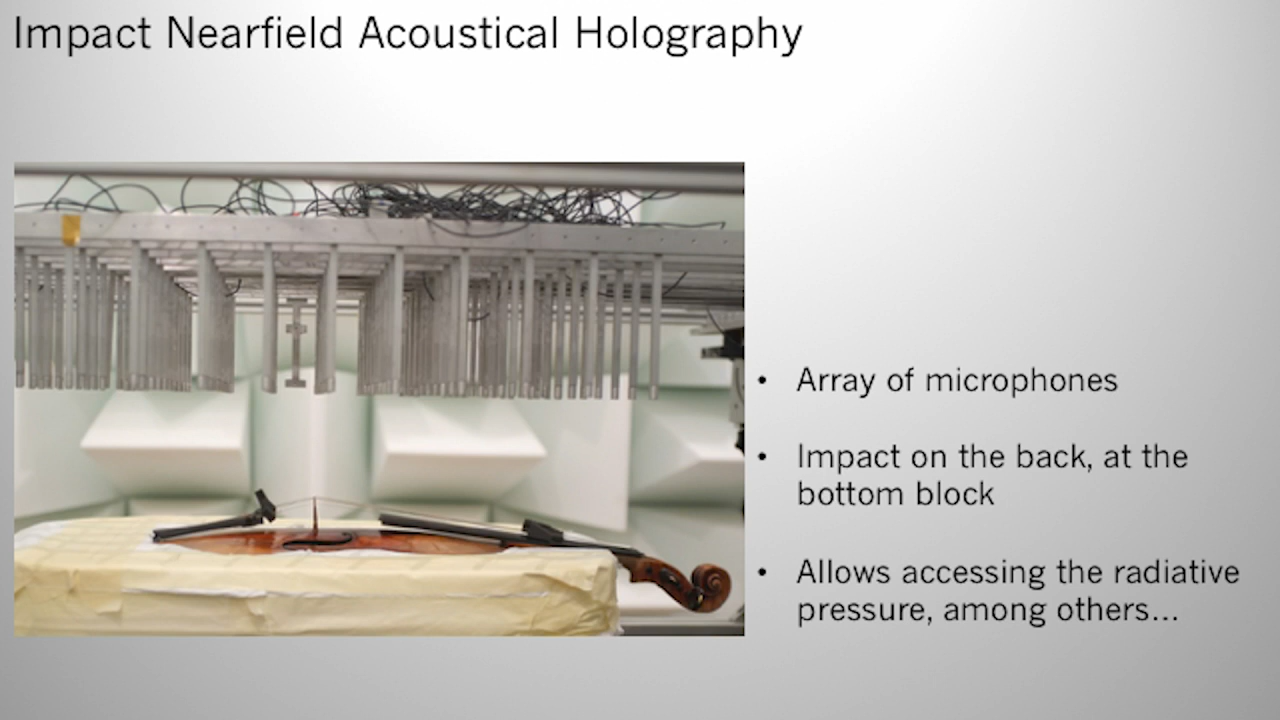 Impact Nearfield Acoustical Holography
• Array of microphones
• Impact on the back, at the
bottom block
• Allows accessing the radiative
pressure, among others...